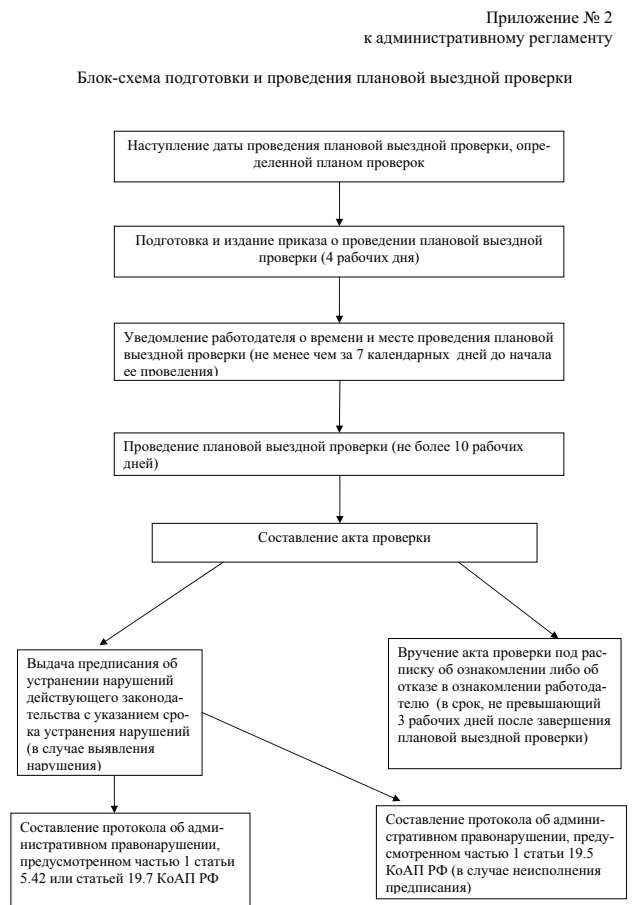 Приложение № 2
к административному регламенту
Блок-схема подготовки и проведения плановой выездной проверки
Наступление даты проведения плановой выездной проверки, опре-
деленной планом проверок
Подготовка и издание приказа о проведении плановой выездной
проверки (4 рабочих дня)
Уведомление работодателя о времени и месте проведения плановой
выездной проверки (не менее чем за 7 календарных дней до начала
ее проведения)
Проведение плановой выездной проверки (не более 10 рабочих
дней)
Составление акта проверки
Выдача предписания об
устранении нарушений
действующего законода-
тельства с указанием сро-
ка устранения нарушений
(в случае выявления
нарушения)
Вручение акта проверки под рас-
писку об ознакомлении либо об
отказе в ознакомлении работода-
телю (в срок, не превышающий
3 рабочих дней после завершения
плановой выездной проверки)
Составление протокола об адми-
нистративном правонарушении,
предусмотренном частью 1 статьи
5.42 или статьей 19.7 КоАП РФ
Составление протокола об админи-
стративном правонарушении, преду-
смотренном частью 1 статьи 19.5
КоАП РФ (в случае неисполнения
предписания)